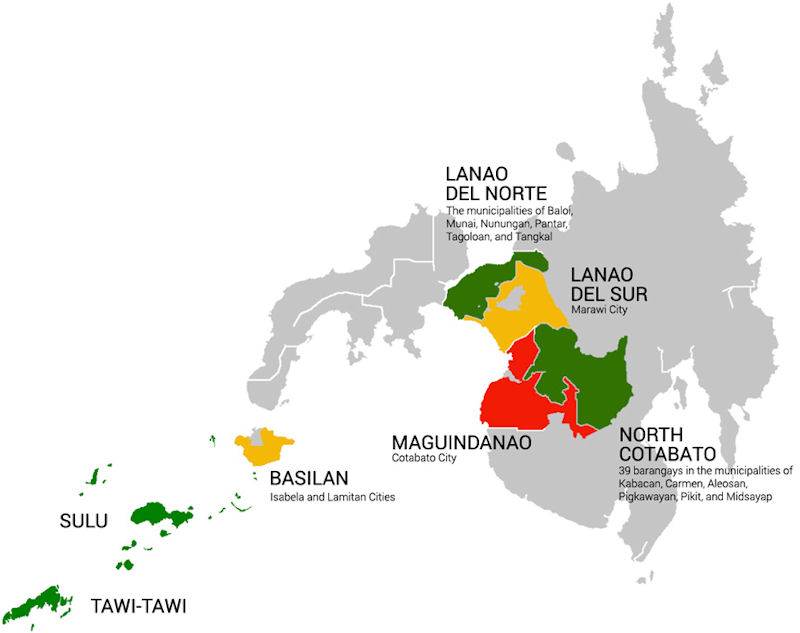 LANAO
DEL NORTE
The municipalities of Baloi,
Munai, Nunungan, Pantar,
Tagoloan, and Tangkal
LANAO
DEL SUR
Marawi City
MAGUINDANAO
Cotabato City
NORTH
COTABATO
39 barangays in the municipalities of
Kabacan, Carmen, Aleosan,
Pigkawayan, Pikit, and Midsayap
BASILAN
Isabela and Lamitan Cities
SULU
TAWI-TAWI